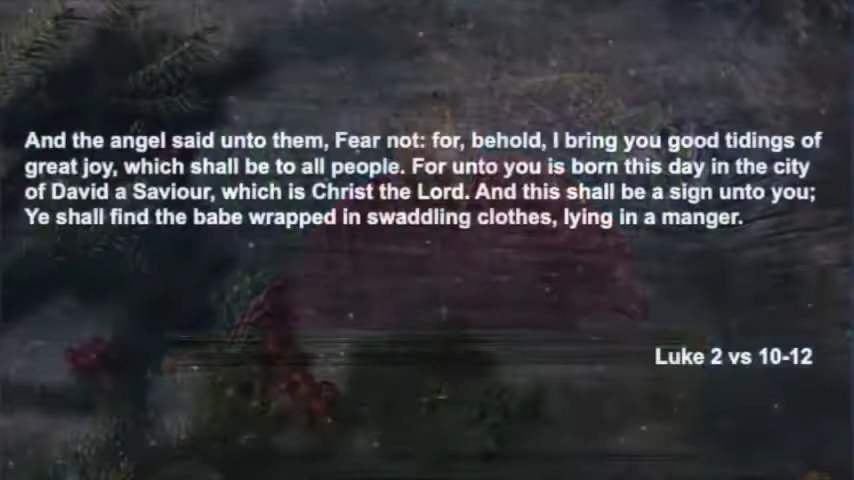 And the angel said unto them, Fear not: for, behold, I bring you good tidings of
great joy, which shall be to all people. For unto you is born this day in the city
of David a Saviour, which is Christ the Lord. And this shall be a sign unto you;
Ye shall find the babe wrapped in swaddling clothes, lying in a manger.
Luke 2 vs 10-12